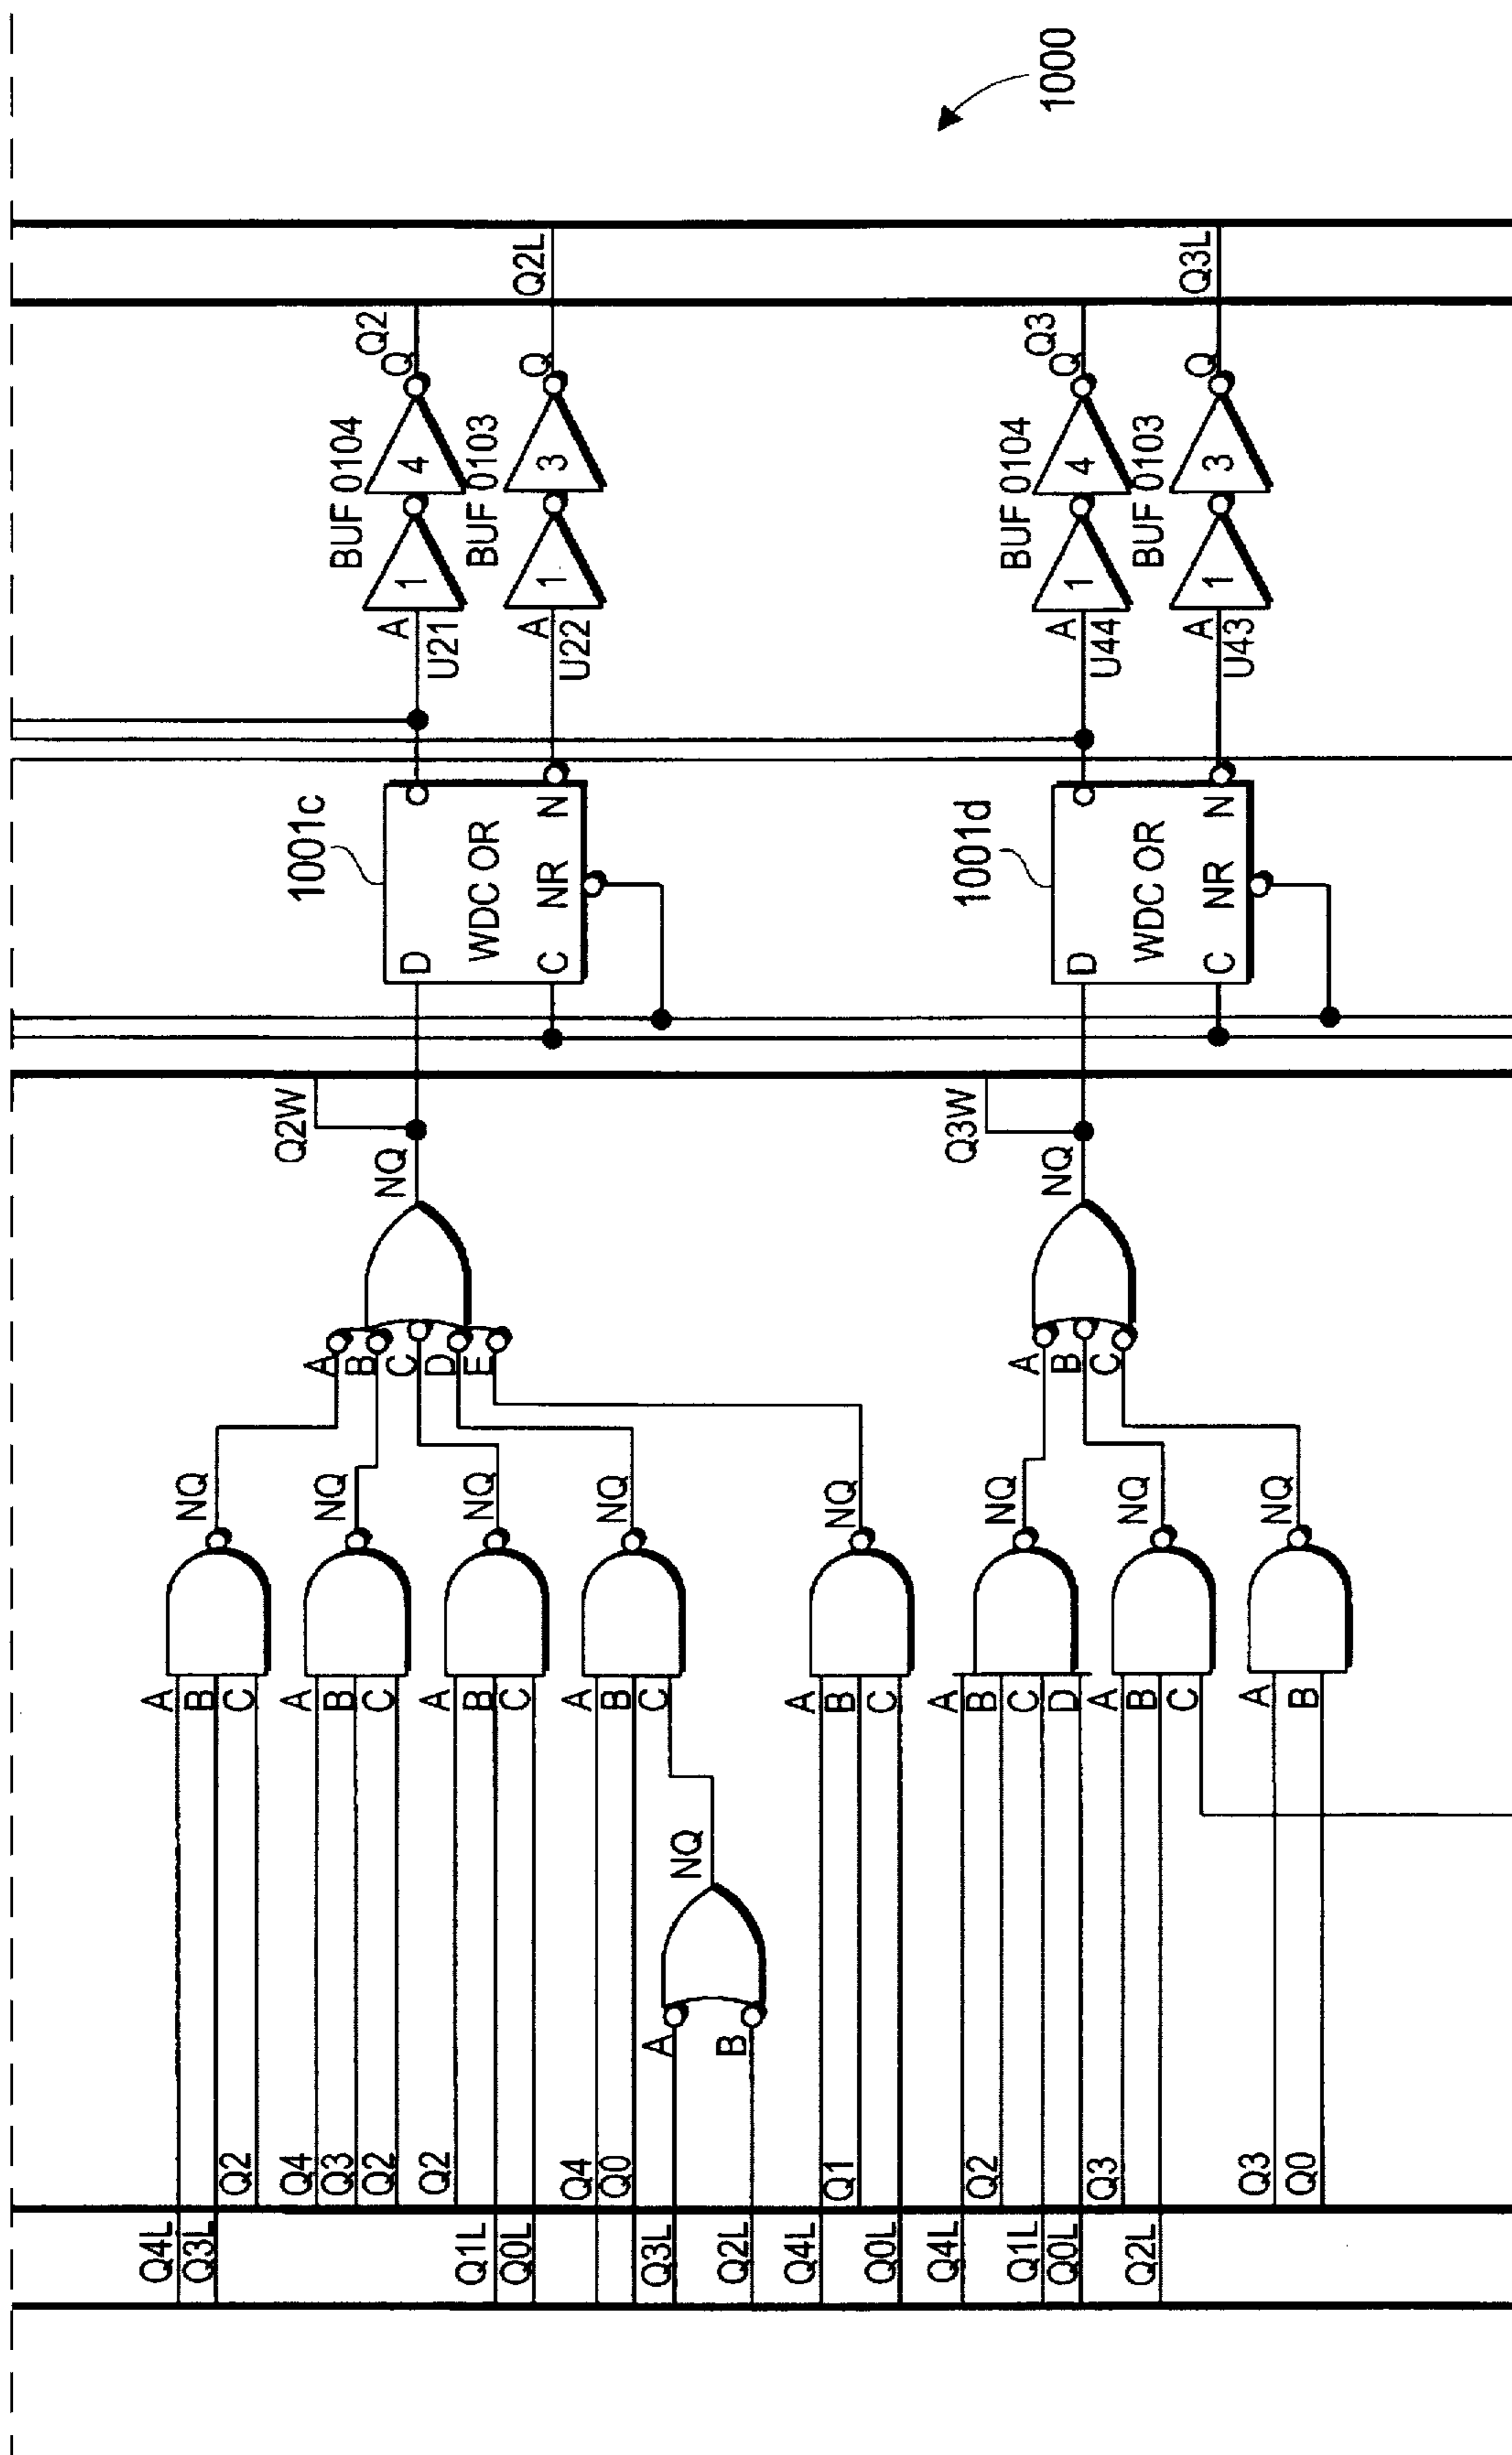 1000
Q2L
Q3L
Q2
Q
Q
Q3
Q
Q
BUF 0104
4
1
BUF 0103
3
1
BUF 0104
4
1
BUF 0103
3
1
A
U21
A
U22
A
U44
A
U43
1001c
D
WDC OR
C
NR
N
1001d
D
WDC OR
C
NR
N
Q2W
NQ
Q3W
NQ
A
B
C
D
E
A
B
C
NQ
NQ
NQ
NQ
NQ
NQ
NQ
NQ
A
B
C
A
B
C
A
B
C
A
B
C
A
B
C
A
B
C
D
A
B
C
A
B
NQ
A
B
Q2
Q4
Q3
Q2
Q2
Q4
Q0
Q1
Q2
Q3
Q3
Q0
Q4L
Q3L
Q1L
Q0L
Q3L
Q2L
Q4L
Q0L
Q4L
Q1L
Q0L
Q2L